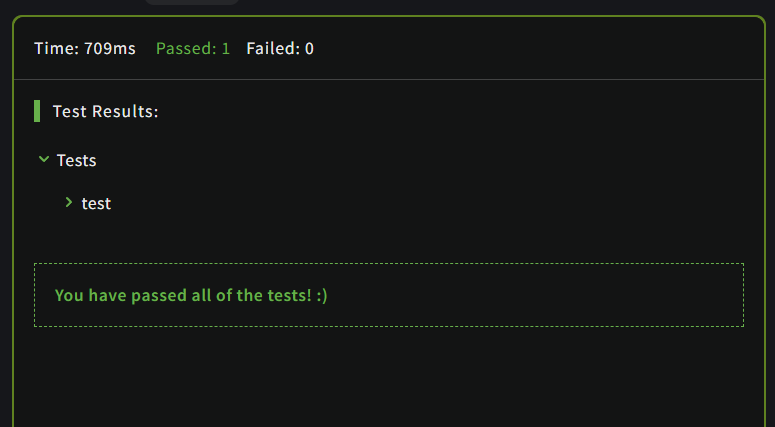 Time: 709ms Passed: 1 Failed: 0
Test Results:
Tests
test
You have passed all of the tests! :)